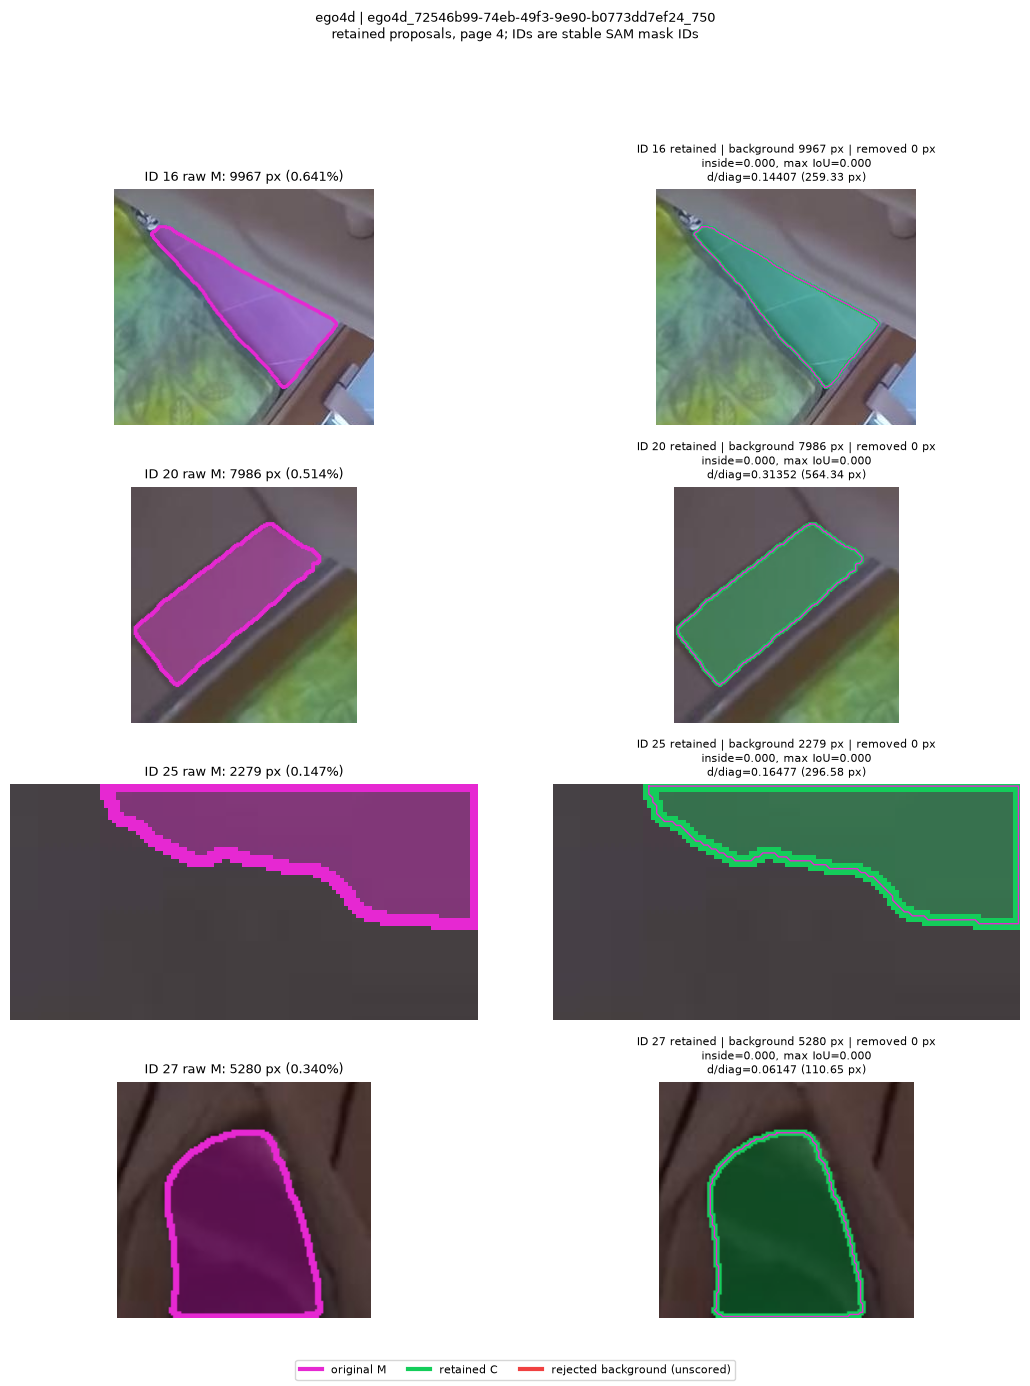 ego4d | ego4d_72546b99-74eb-49f3-9e90-b0773dd7ef24_750
retained proposals, page 4; IDs are stable SAM mask IDs
ID 16 raw M: 9967 px (0.641%)
ID 16 retained | background 9967 px | removed 0 px
inside=0.000, max IoU=0.000
d/diag=0.14407 (259.33 px)
ID 20 raw M: 7986 px (0.514%)
ID 20 retained | background 7986 px | removed 0 px
inside=0.000, max IoU=0.000
d/diag=0.31352 (564.34 px)
ID 25 raw M: 2279 px (0.147%)
ID 25 retained | background 2279 px | removed 0 px
inside=0.000, max IoU=0.000
d/diag=0.16477 (296.58 px)
ID 27 raw M: 5280 px (0.340%)
ID 27 retained | background 5280 px | removed 0 px
inside=0.000, max IoU=0.000
d/diag=0.06147 (110.65 px)
original M
retained C
rejected background (unscored)